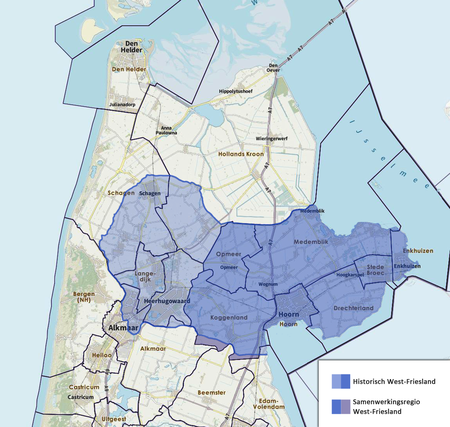 Den
Helder
Den Helder
Julianadorp
Anna
Paulowna
Den
Oever
Hippolytushoef
Wieringerwerf
Hollands Kroon
A7
IJsselmeer
Schagen
Schagen
Medemblik
Medemblik
Opmeer
Opmeer
Enkhuizen
Enkhuizen
Stede
Broec
Hoogkarspel
Wognum
Lange-
dijk
Heerhugowaard
Bergen
(NH)
Koggenland
Hoorn
Hoorn
Drechterland
Alkmaar
Alkmaar
Heiloo
Castricum
Castricum
Uitgeest
Beemster
Edam-
Volendam
Historisch West-Friesland
Samenwerkingsregio
West-Friesland